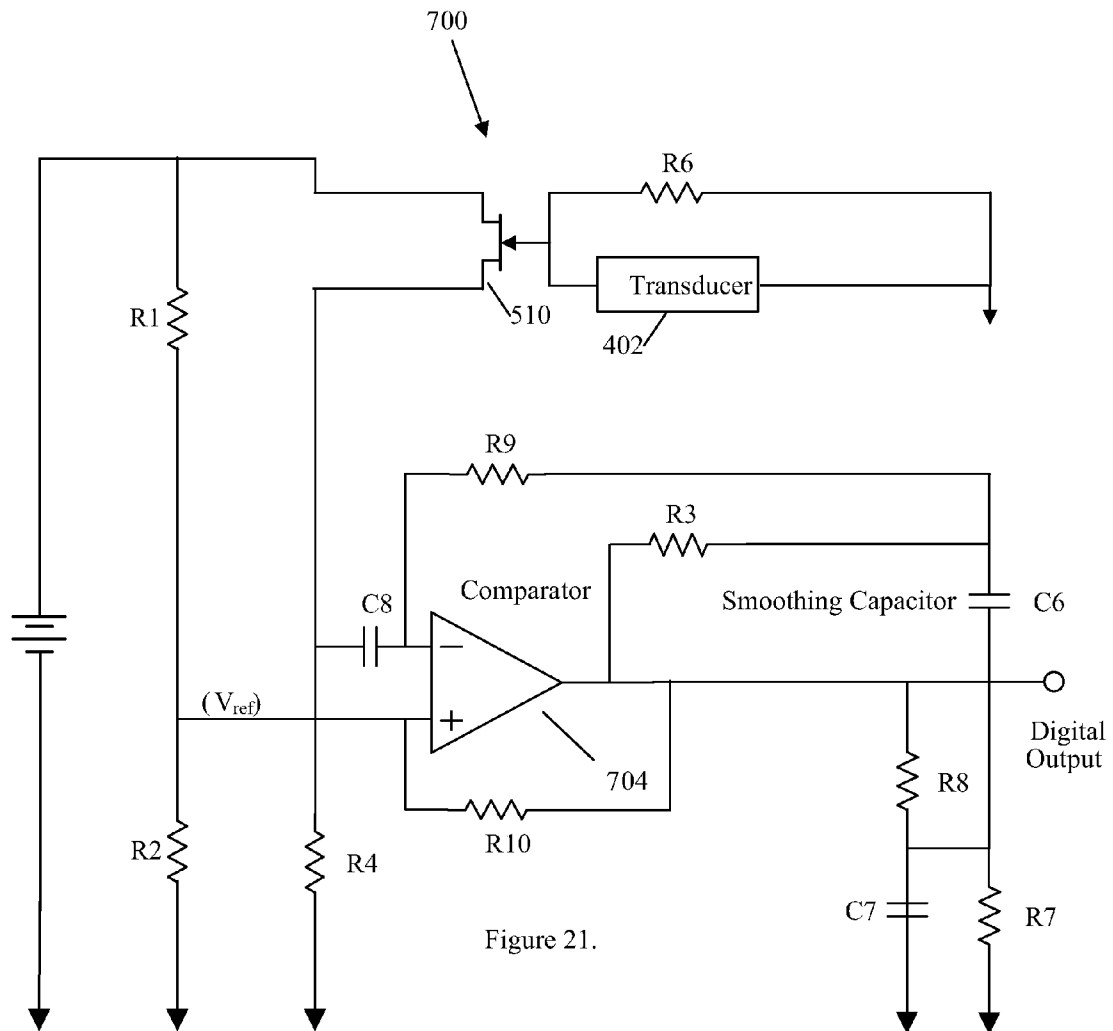 700
R6
Transducer
R1
510
402
R9
R3
Comparator
Smoothing Capacitor
C6
C8
−
(Vref)
+
Digital
Output
704
R8
R10
R2
R4
C7
R7
Figure 21.